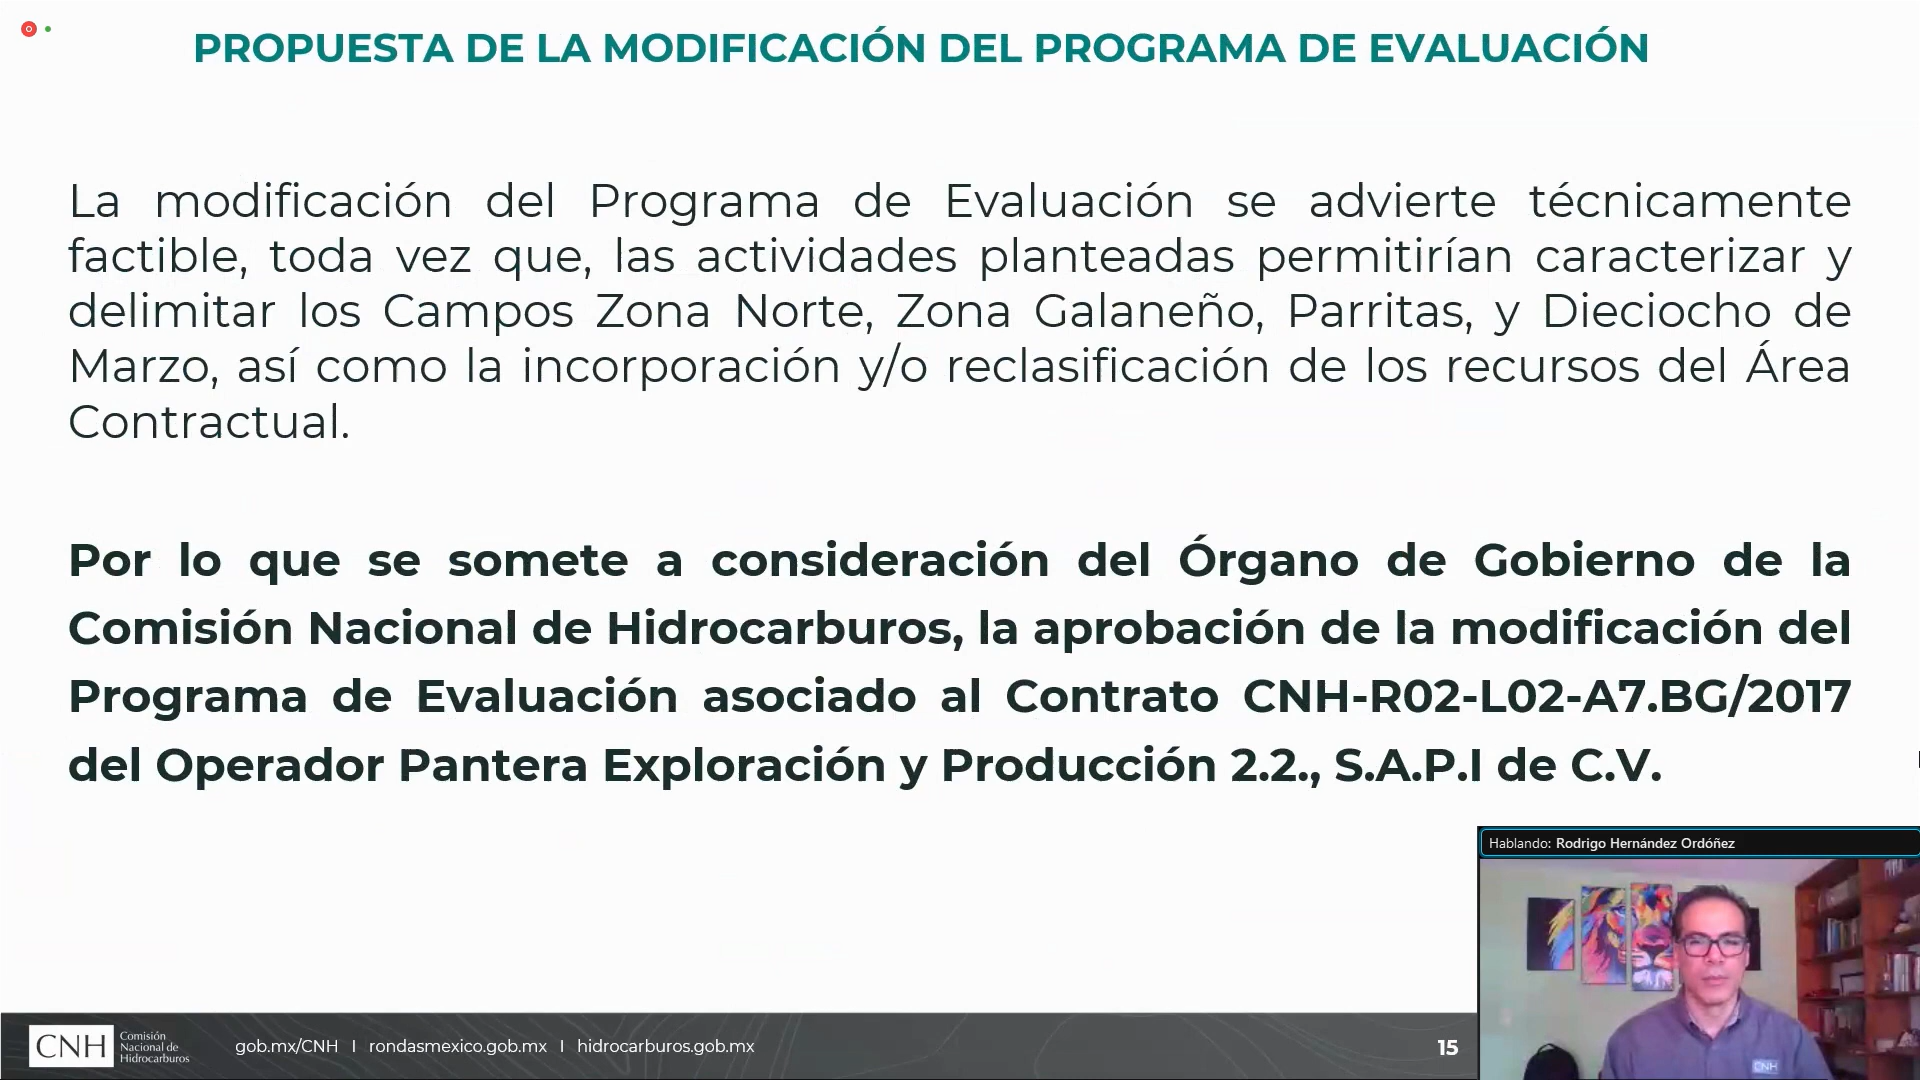 PROPUESTA DE LA MODIFICACIÓN DEL PROGRAMA DE EVALUACIÓN
La modificación del Programa de Evaluación se advierte técnicamente
factible, toda vez que, las actividades planteadas permitirían caracterizar y
delimitar los Campos Zona Norte, Zona Galaneño, Parritas, y Dieciocho de
Marzo, así como la incorporación y/o reclasificación de los recursos del Área
Contractual.
Por lo que se somete a consideración del Órgano de Gobierno de la
Comisión Nacional de Hidrocarburos, la aprobación de la modificación del
Programa de Evaluación asociado al Contrato CNH-R02-L02-A7.BG/2017
del Operador Pantera Exploración y Producción 2.2., S.A.P.I de C.V.
Hablando: Rodrigo Hernández Ordóñez
CNH
CNH
Comisión
Nacional de
Hidrocarburos
gob.mx/CNH I rondasmexico.gob.mx I hidrocarburos.gob.mx
15